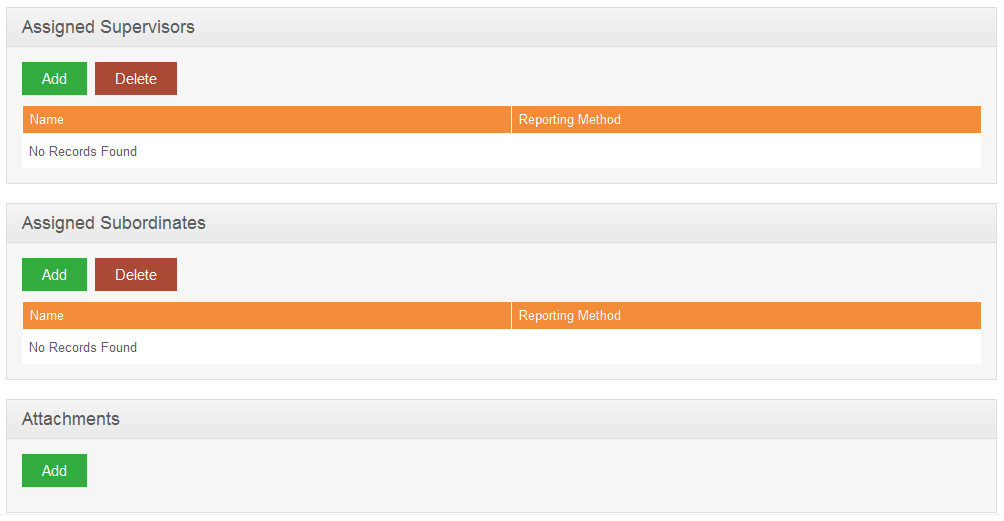 Assigned Supervisors
Add Delete
Name Reporting Method
No Records Found
Assigned Subordinates
Add Delete
Name Reporting Method
No Records Found
Attachments
Add